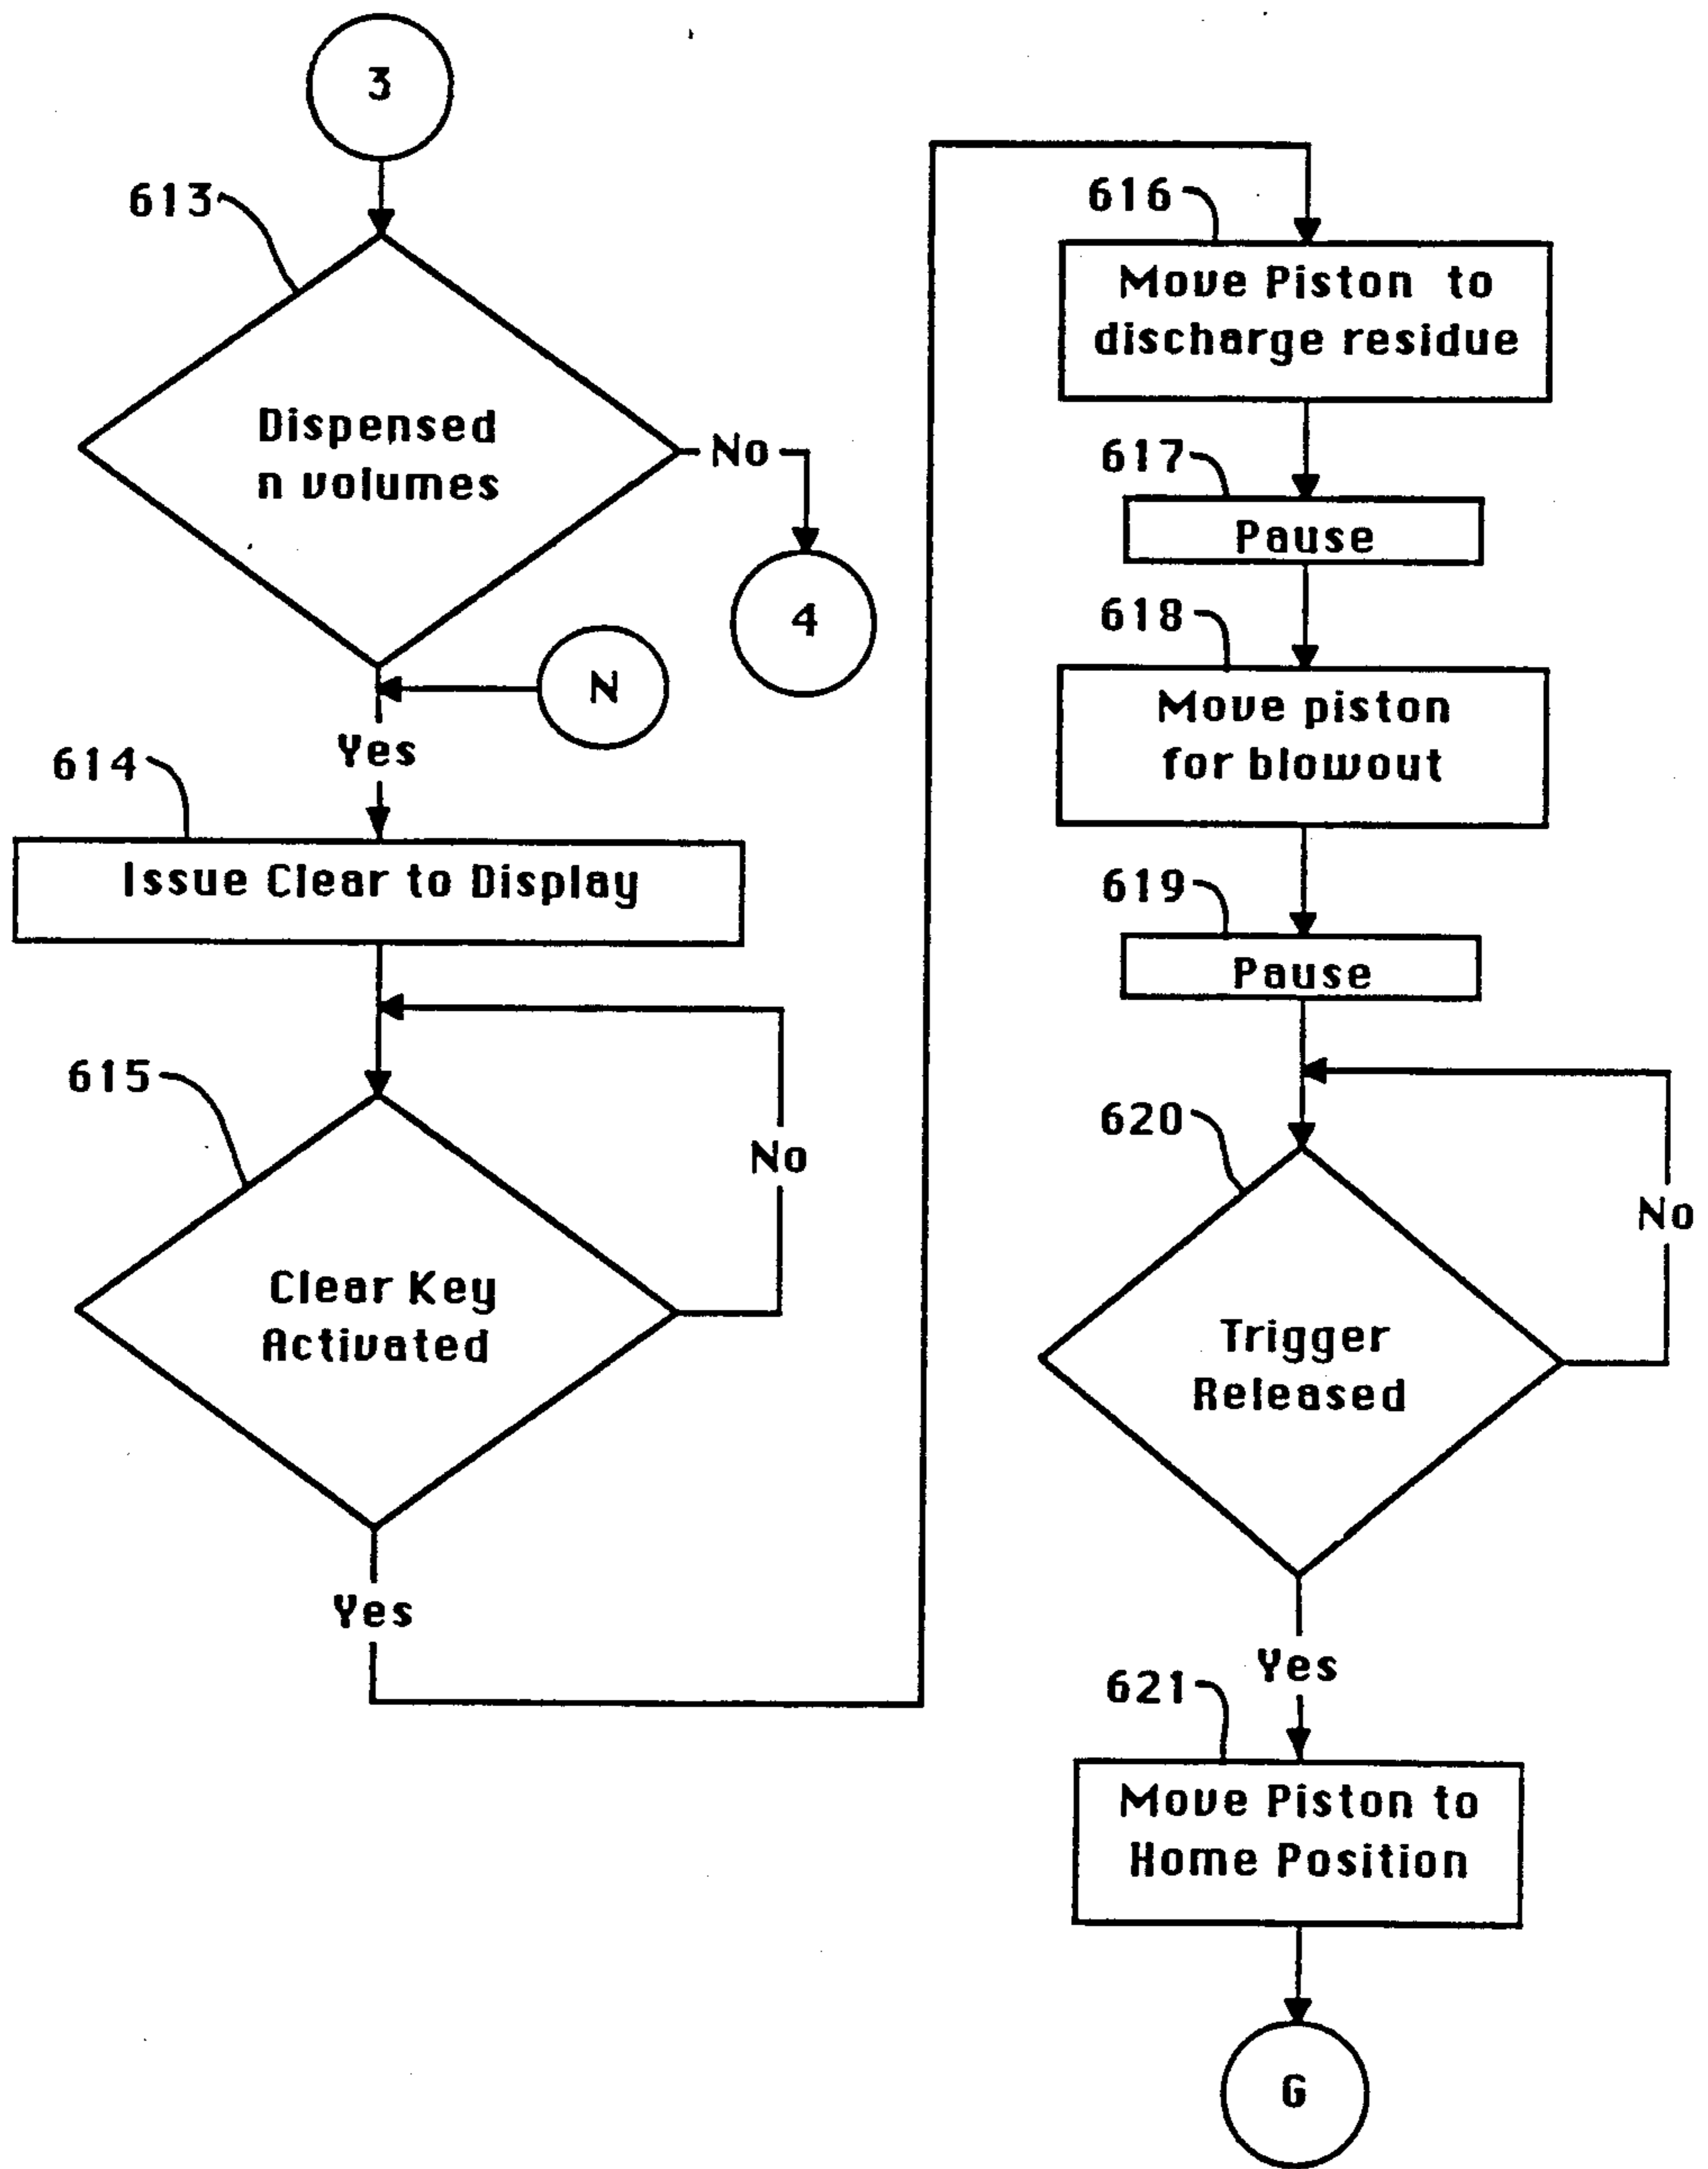 3
613
Dispensed
n volumes
No
4
N
Yes
614
Issue Clear to Display
615
No
Clear Key
Activated
Yes
616
Move Piston to
discharge residue
617
Pause
618
Move piston
for blowout
619
Pause
620
No
Trigger
Released
Yes
621
Move Piston to
Home Position
G